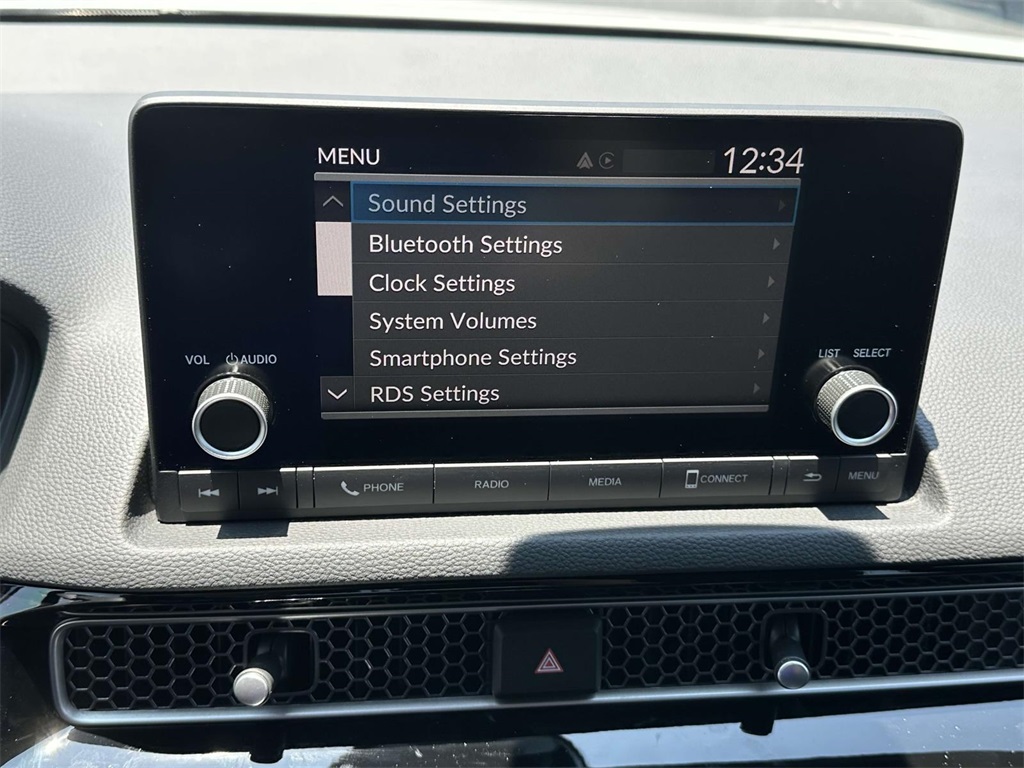 MENU 12:34
Sound Settings
Bluetooth Settings
Clock Settings
System Volumes
Smartphone Settings
RDS Settings
VOL AUDIO
LIST SELECT
PHONE RADIO MEDIA CONNECT MENU